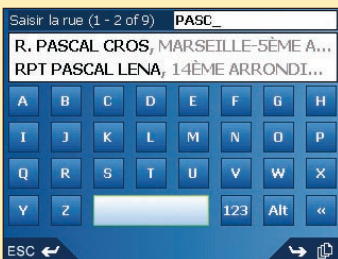 Saisir la rue (1 - 2 of 9) PASC_
R. PASCAL CROS, MARSEILLE-5ÈME A...
RPT PASCAL LENA, 14ÈME ARRONDI...
A B C D E F G H
I J K L M N O P
Q R S T U V W X
Y Z 123 Alt «
ESC